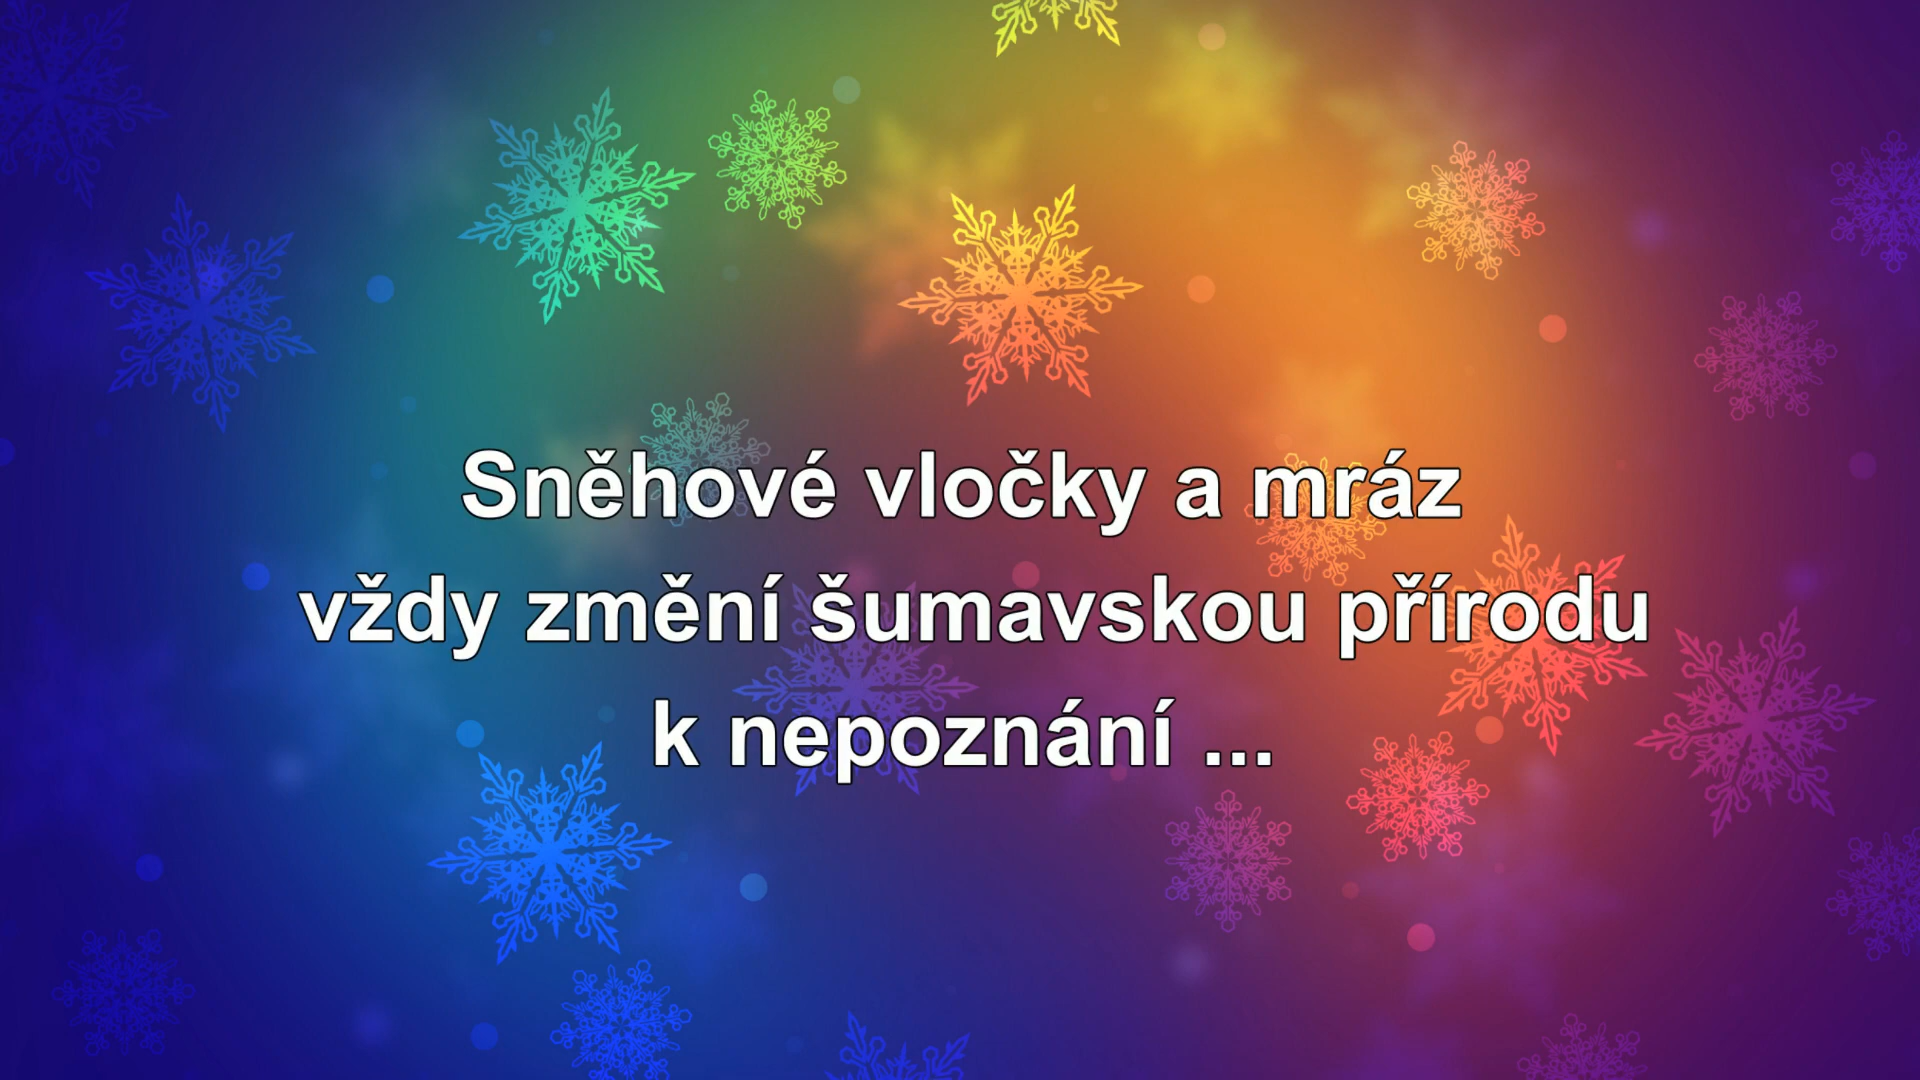 Sněhové vločky a mráz
vždy změní šumavskou přírodu
k nepoznání ...